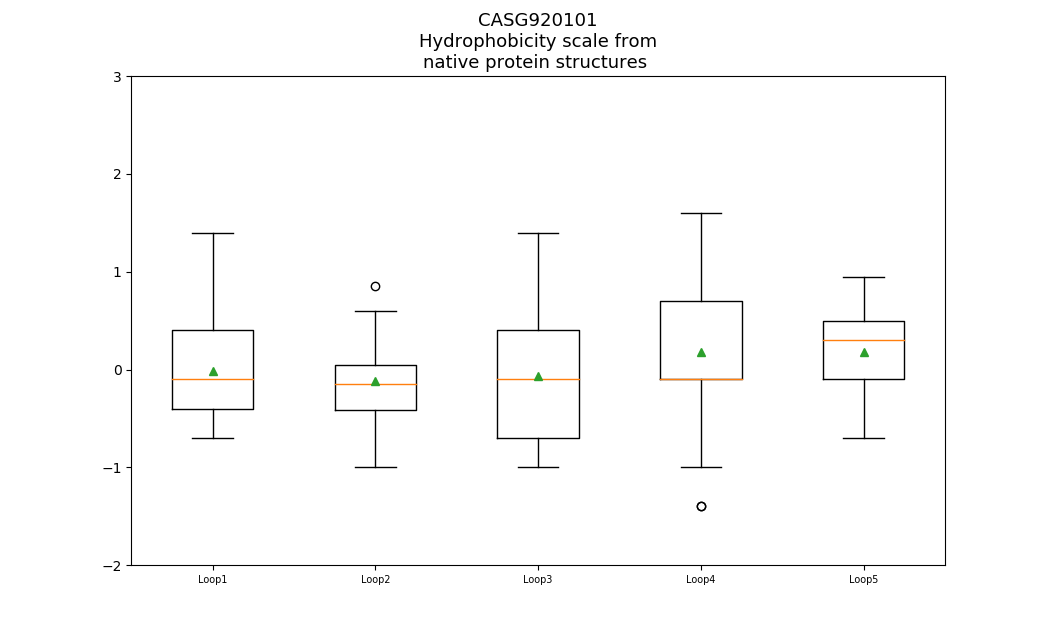 CASG920101
Hydrophobicity scale from
native protein structures
3
2
1
0
−1
−2
Loop1 Loop2 Loop3 Loop4 Loop5